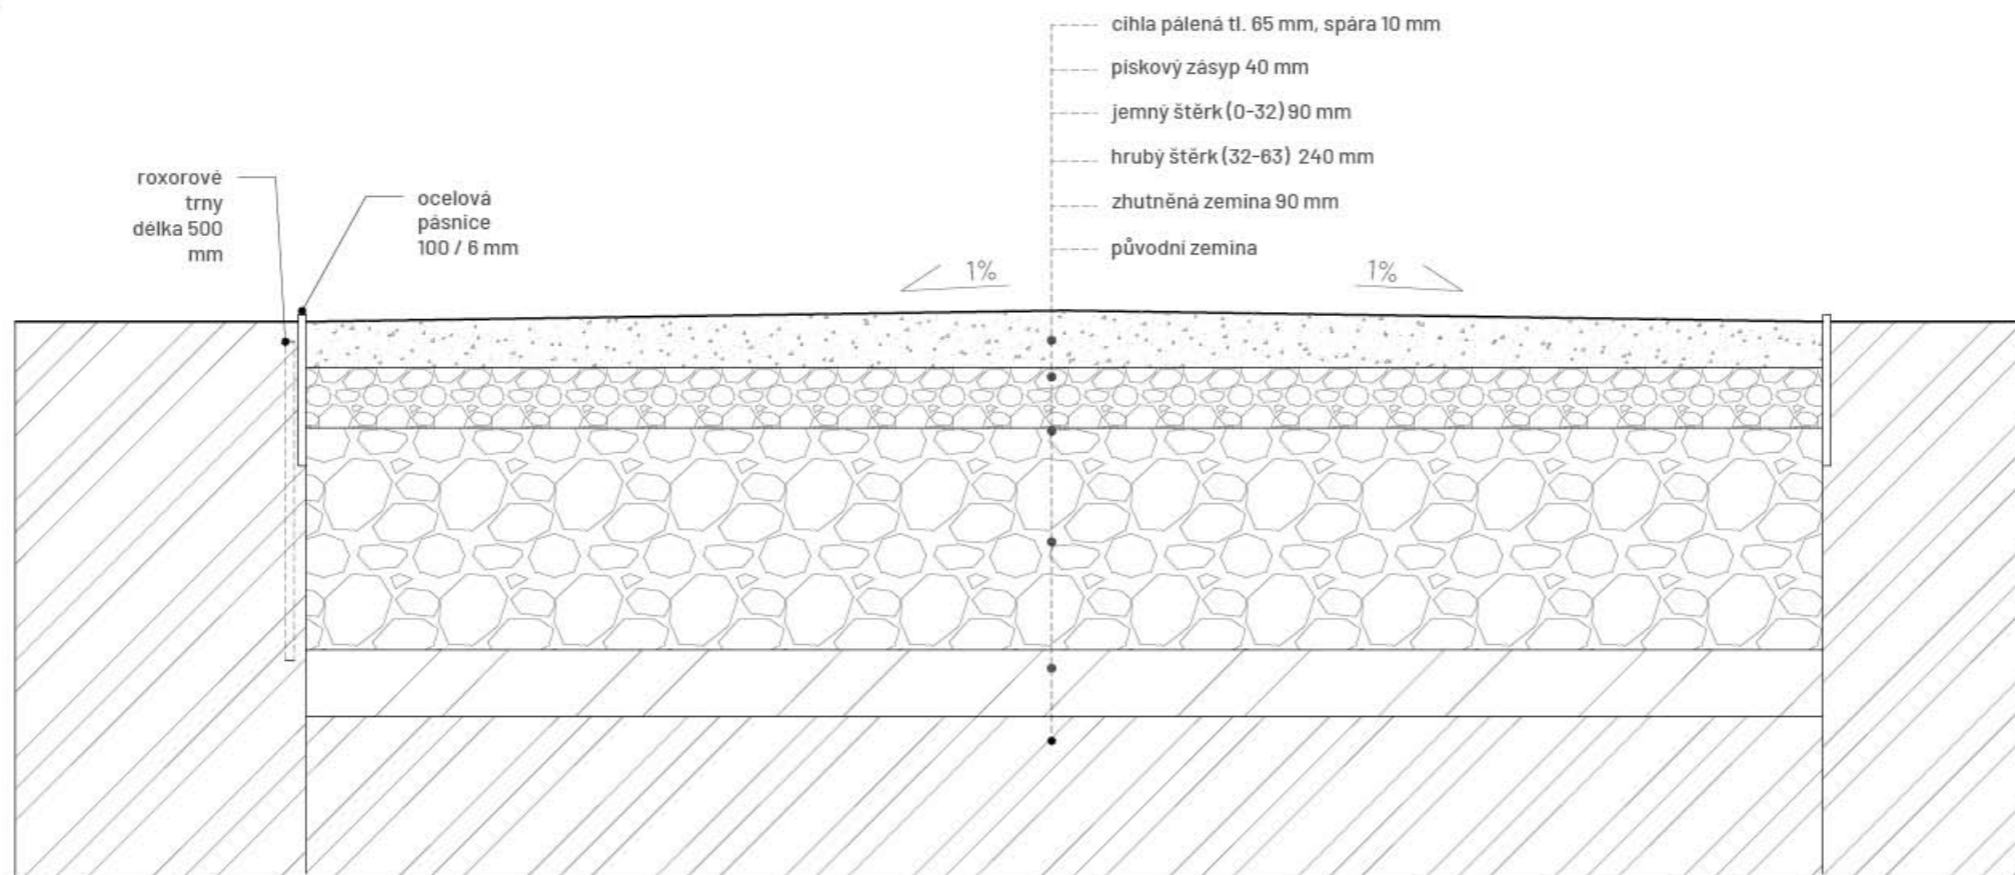 cihla pálená tl. 65 mm, spára 10 mm
pískový zásyp 40 mm
jemný štěrk (0-32) 90 mm
hrubý štěrk (32-63) 240 mm
zhutněná zemina 90 mm
původní zemina
roxorové
trny
délka 500
mm
ocelová
pásnice
100 / 6 mm
1%
1%